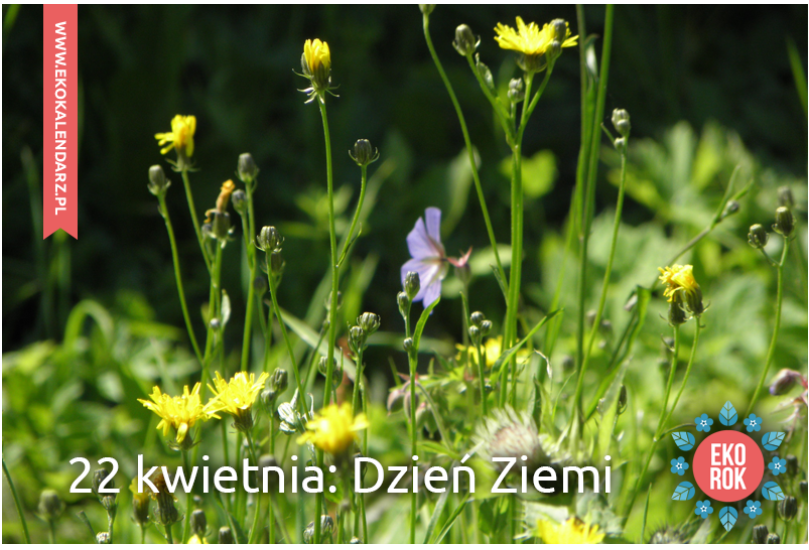 WWW.EKOKALENDARZ.PL
22 kwietnia: Dzień Ziemi
EKO
ROK